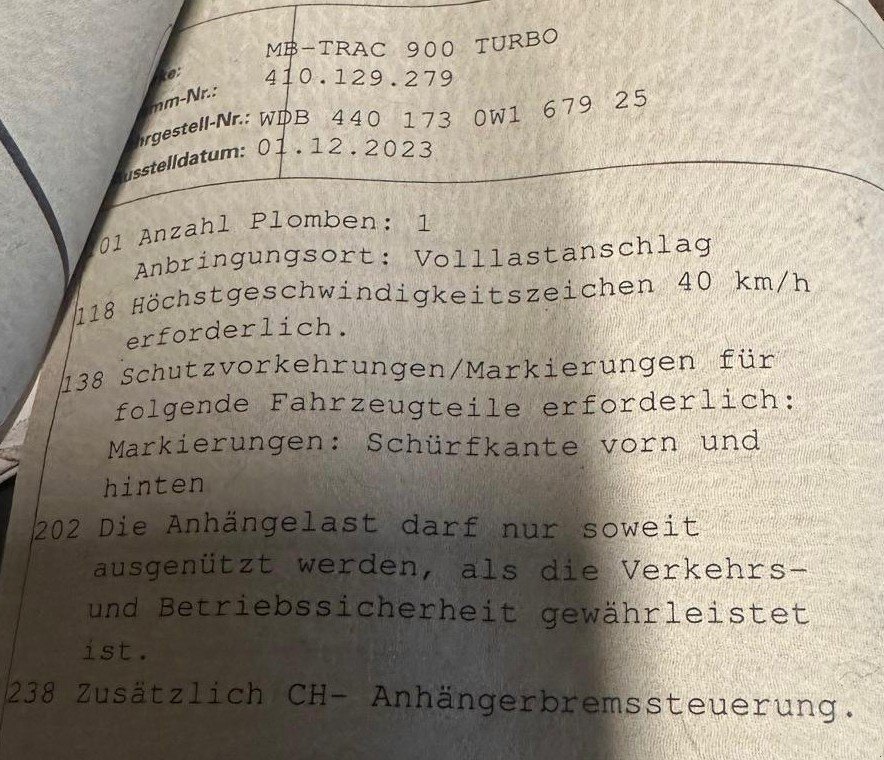 MB-TRAC 900 TURBO
410.129.279
WDB 440 173 0W1 679 25
01.12.2023
01 Anzahl Plomben: 1
Anbringungsort: Volllastanschlag
118 Höchstgeschwindigkeitszeichen 40 km/h
erforderlich.
138 Schutzvorkehrungen/Markierungen für
folgende Fahrzeugteile erforderlich:
Markierungen: Schürfkante vorn und
hinten
202 Die Anhängelast darf nur soweit
ausgenützt werden, als die Verkehrs-
und Betriebssicherheit gewährleistet
ist.
238 Zusätzlich CH- Anhängerbremssteuerung.